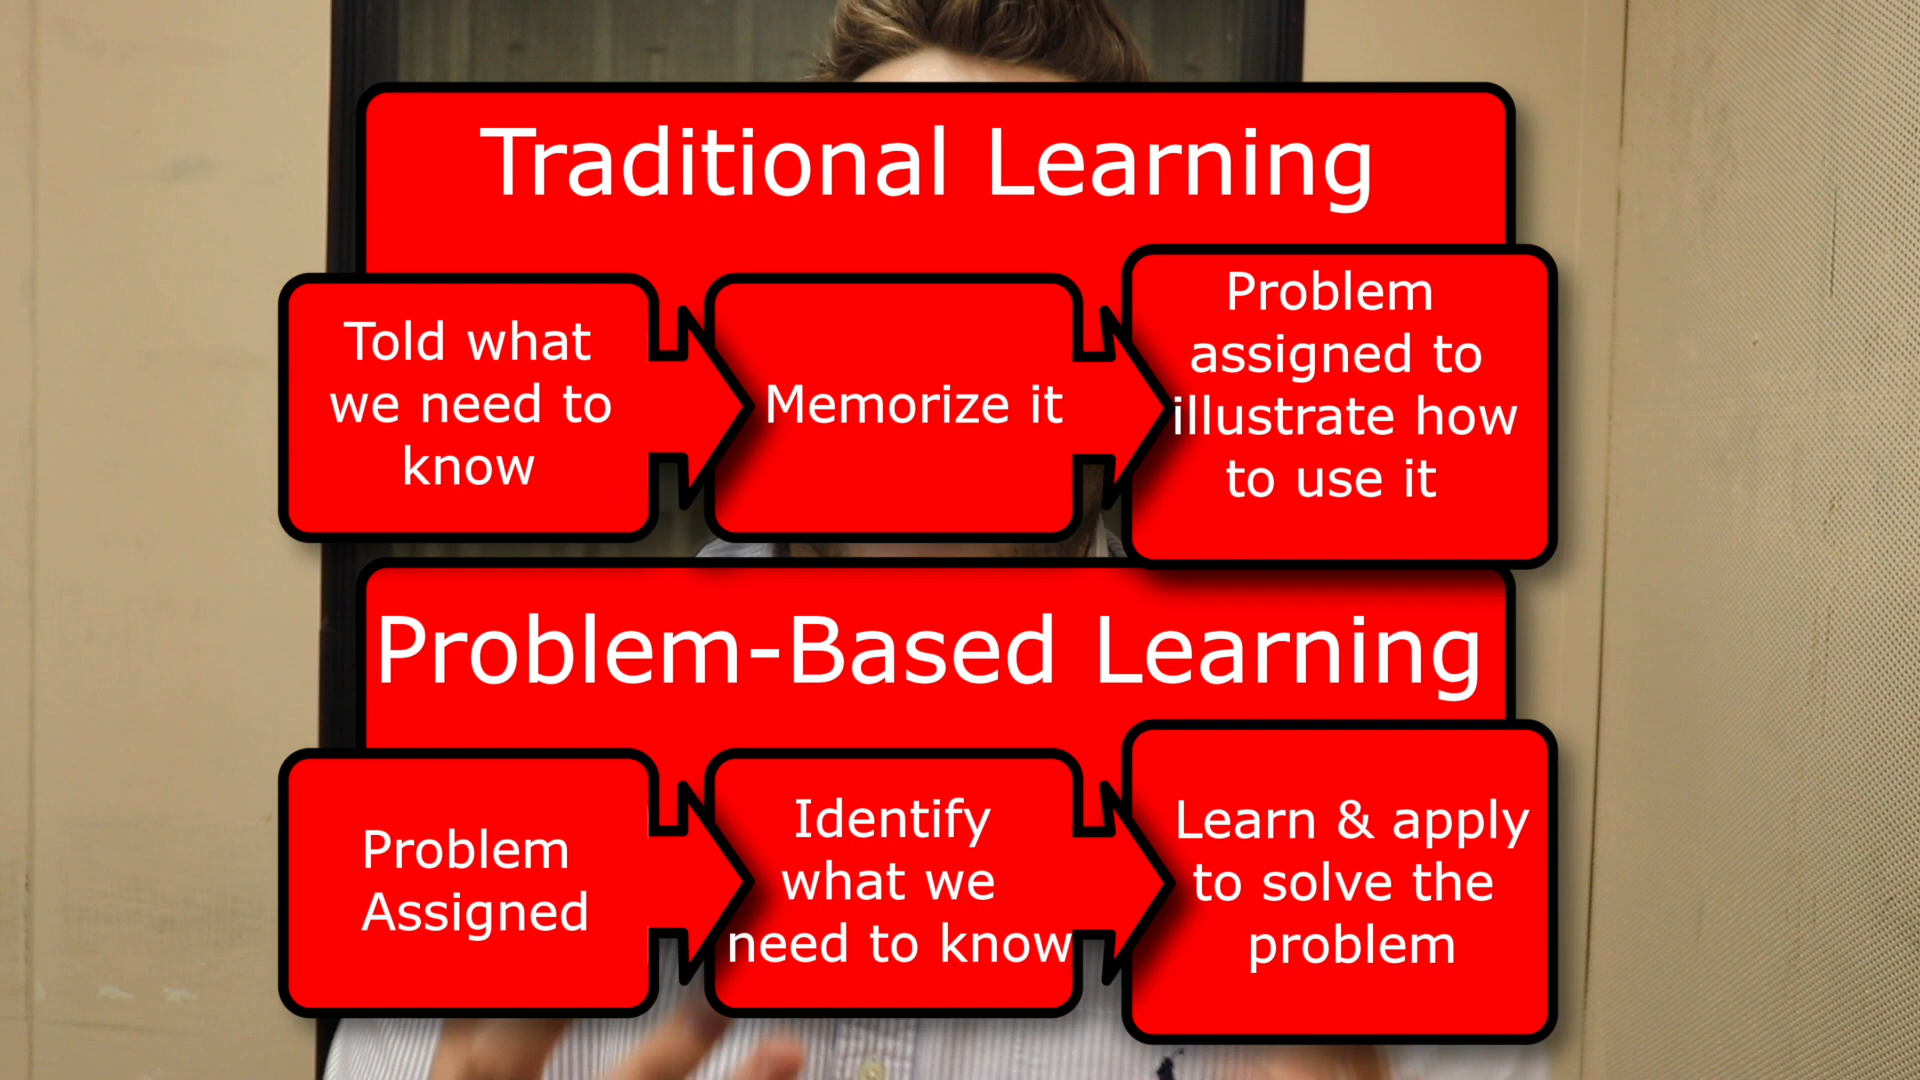 Traditional Learning
Told what
we need to
know
Memorize it
Problem
assigned to
illustrate how
to use it
Problem-Based Learning
Problem
Assigned
Identify
what we
need to know
Learn & apply
to solve the
problem